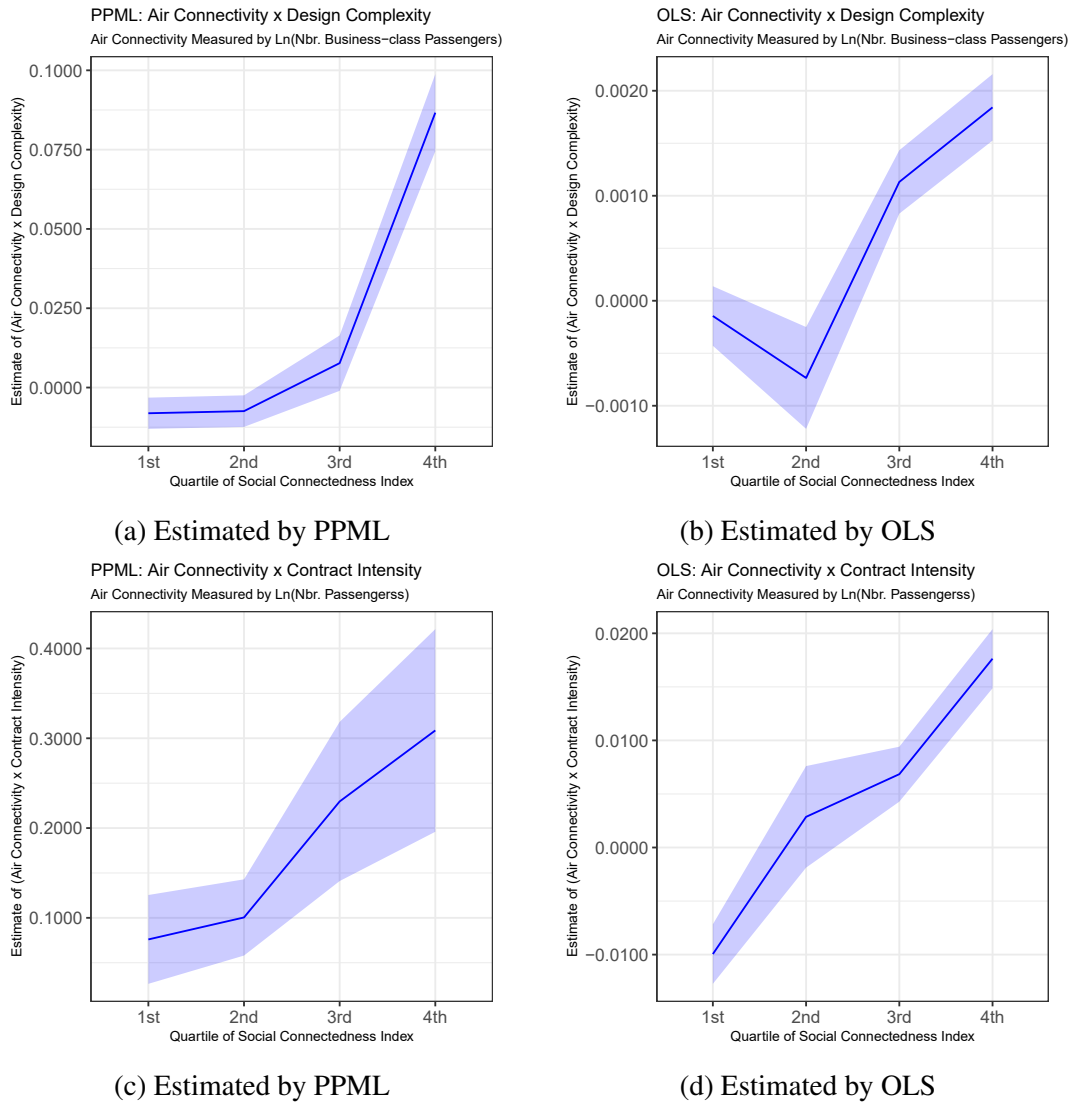 PPML: Air Connectivity x Design Complexity
Air Connectivity Measured by Ln(Nbr. Business−class Passengers)
Estimate of (Air Connectivity x Design Complexity)
0.1000
0.0750
0.0500
0.0250
0.0000
1st 2nd 3rd 4th
Quartile of Social Connectedness Index
(a) Estimated by PPML
OLS: Air Connectivity x Design Complexity
Air Connectivity Measured by Ln(Nbr. Business−class Passengers)
Estimate of (Air Connectivity x Design Complexity)
0.0020
0.0010
0.0000
−0.0010
1st 2nd 3rd 4th
Quartile of Social Connectedness Index
(b) Estimated by OLS
PPML: Air Connectivity x Contract Intensity
Air Connectivity Measured by Ln(Nbr. Passengerss)
Estimate of (Air Connectivity x Contract Intensity)
0.4000
0.3000
0.2000
0.1000
1st 2nd 3rd 4th
Quartile of Social Connectedness Index
(c) Estimated by PPML
OLS: Air Connectivity x Contract Intensity
Air Connectivity Measured by Ln(Nbr. Passengerss)
Estimate of (Air Connectivity x Contract Intensity)
0.0200
0.0100
0.0000
−0.0100
1st 2nd 3rd 4th
Quartile of Social Connectedness Index
(d) Estimated by OLS